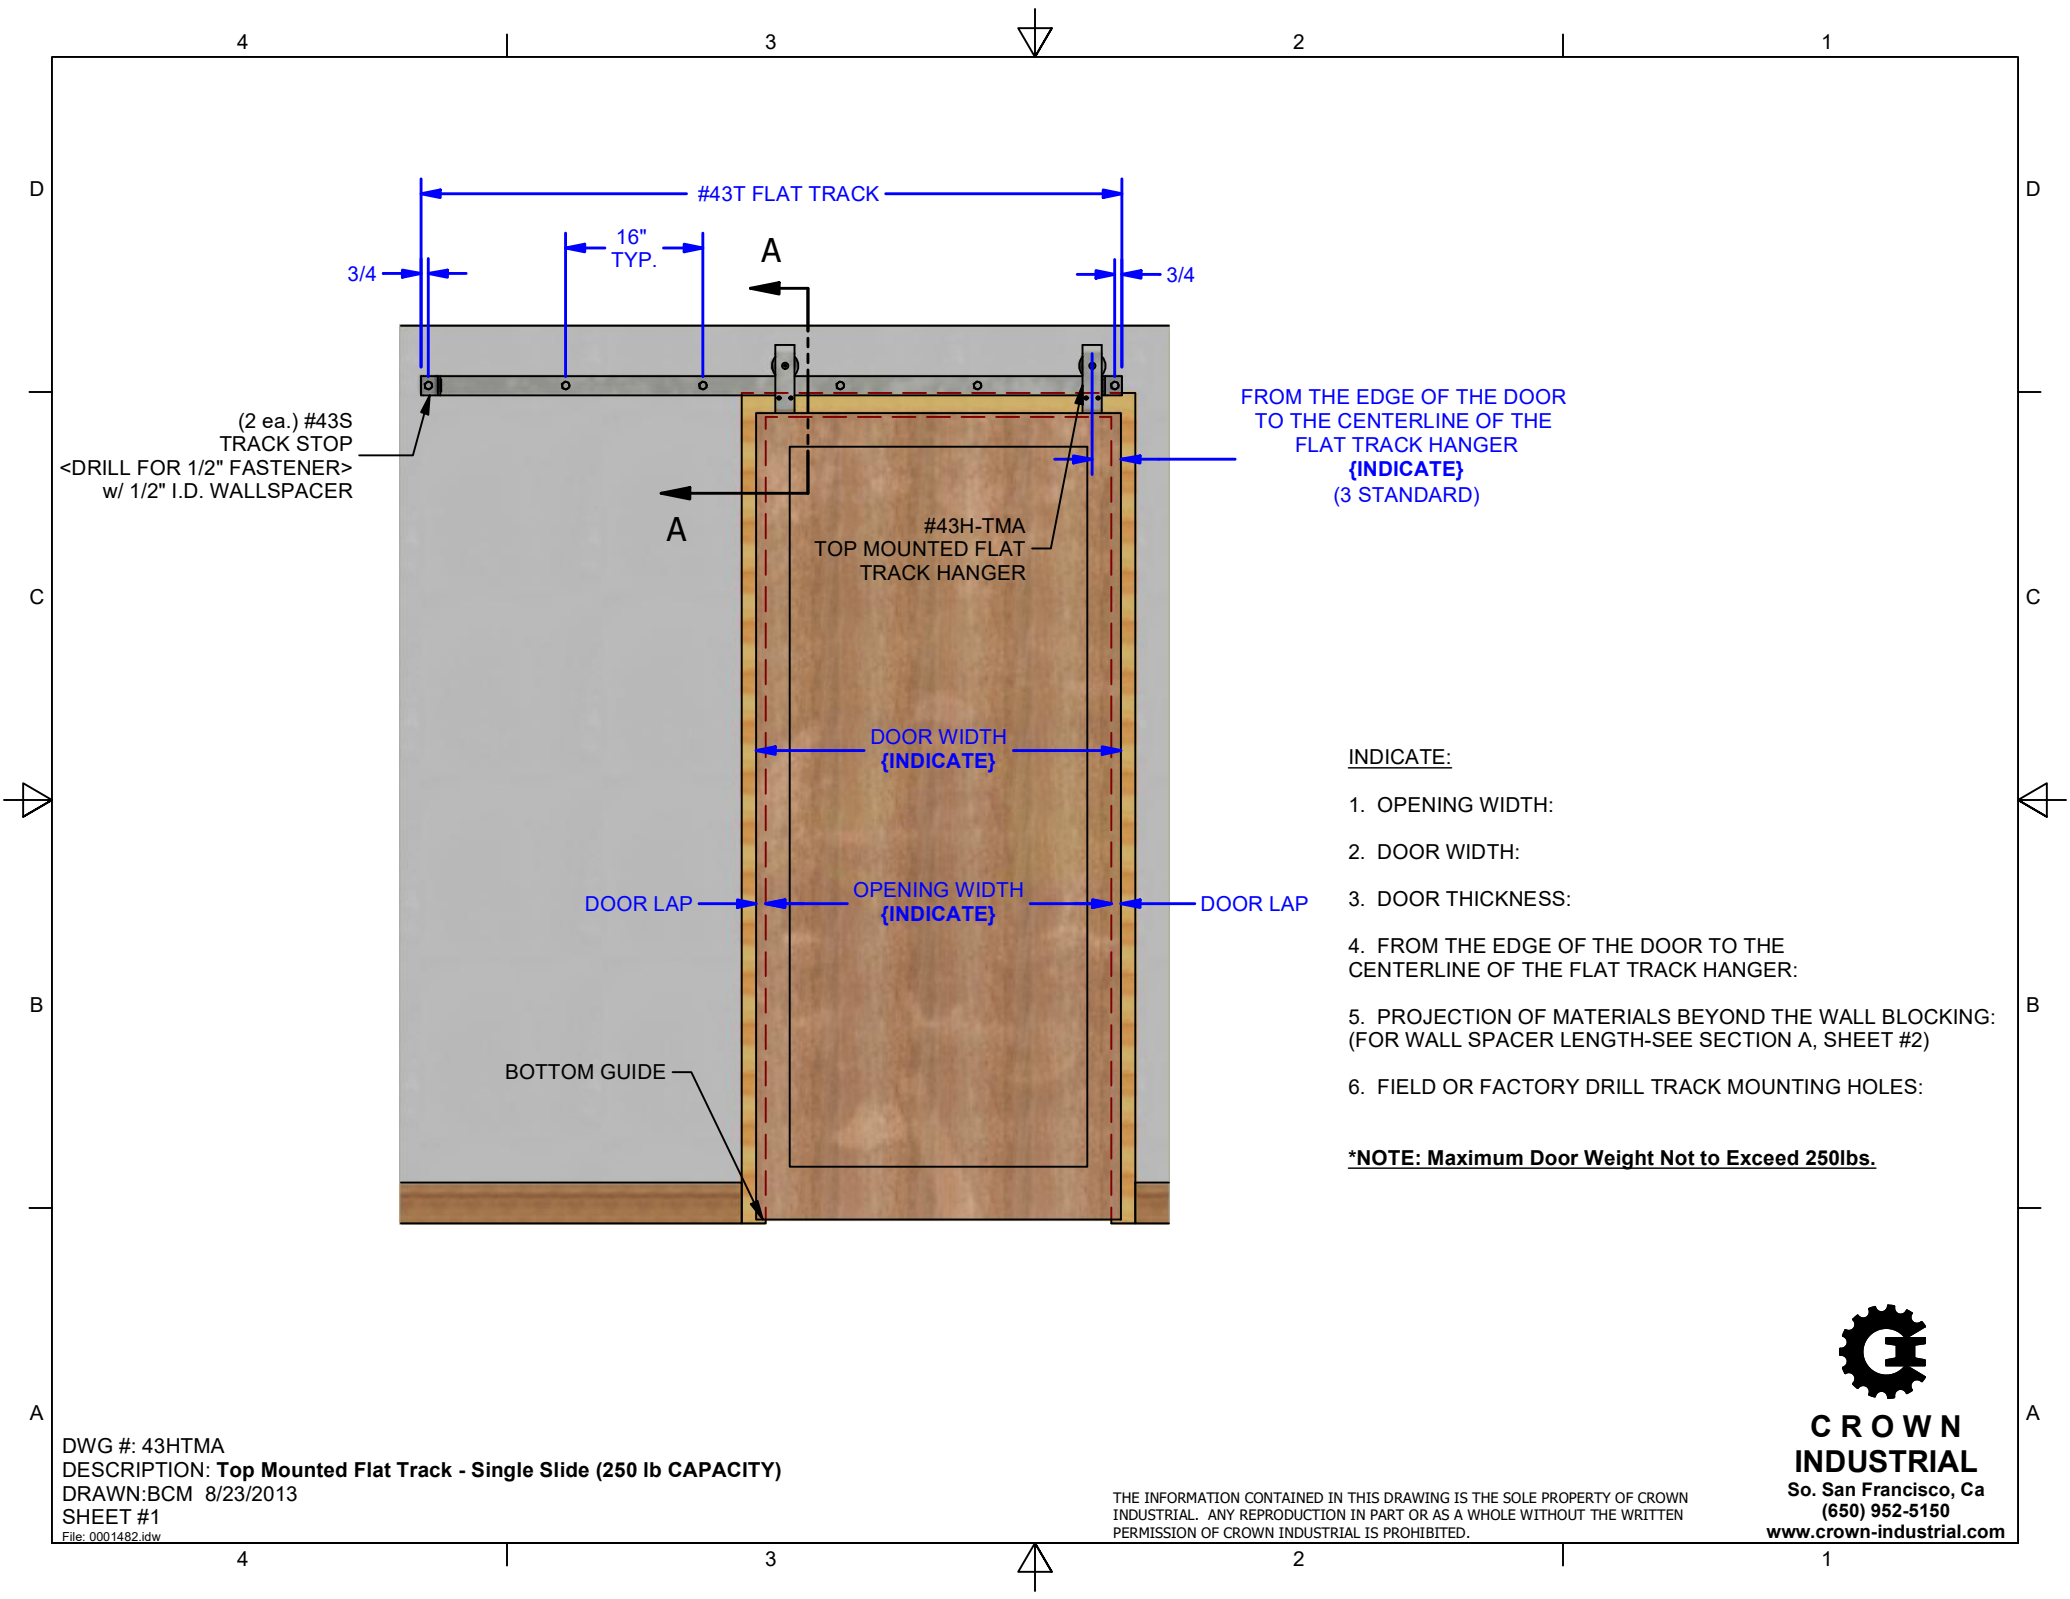 4
3
2
1
D
D
#43T FLAT TRACK
16"
TYP.
A
3/4
3/4
(2 ea.) #43S
TRACK STOP
<DRILL FOR 1/2" FASTENER>
w/ 1/2" I.D. WALLSPACER
FROM THE EDGE OF THE DOOR
TO THE CENTERLINE OF THE
FLAT TRACK HANGER
{INDICATE}
(3 STANDARD)
A
#43H-TMA
TOP MOUNTED FLAT
TRACK HANGER
C
C
DOOR WIDTH
{INDICATE}
INDICATE:
1. OPENING WIDTH:
2. DOOR WIDTH:
3. DOOR THICKNESS:
4. FROM THE EDGE OF THE DOOR TO THE
CENTERLINE OF THE FLAT TRACK HANGER:
5. PROJECTION OF MATERIALS BEYOND THE WALL BLOCKING:
(FOR WALL SPACER LENGTH-SEE SECTION A, SHEET #2)
6. FIELD OR FACTORY DRILL TRACK MOUNTING HOLES:
*NOTE: Maximum Door Weight Not to Exceed 250lbs.
DOOR LAP
OPENING WIDTH
{INDICATE}
DOOR LAP
B
B
BOTTOM GUIDE
A
A
DWG #: 43HTMA
DESCRIPTION: Top Mounted Flat Track - Single Slide (250 lb CAPACITY)
DRAWN:BCM 8/23/2013
SHEET #1
File: 0001482.idw
THE INFORMATION CONTAINED IN THIS DRAWING IS THE SOLE PROPERTY OF CROWN
INDUSTRIAL. ANY REPRODUCTION IN PART OR AS A WHOLE WITHOUT THE WRITTEN
PERMISSION OF CROWN INDUSTRIAL IS PROHIBITED.
CROWN
INDUSTRIAL
So. San Francisco, Ca
(650) 952-5150
www.crown-industrial.com
4
3
2
1